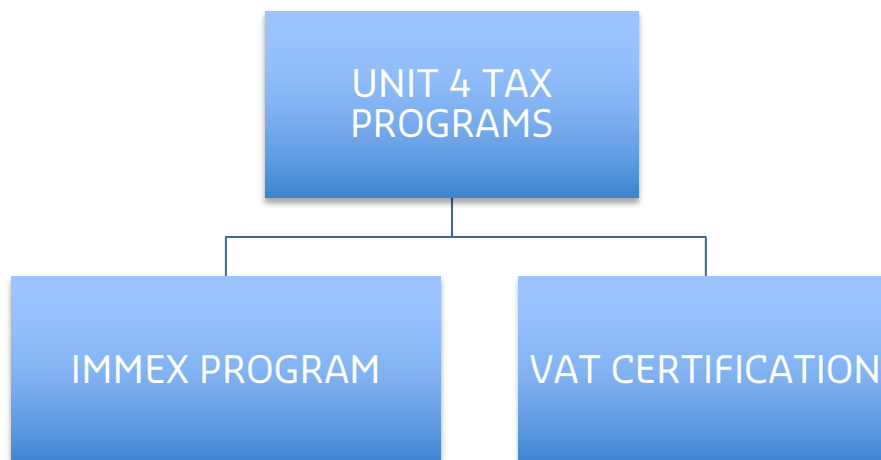 UNIT 4 TAX
PROGRAMS
IMMEX PROGRAM
VAT CERTIFICATION